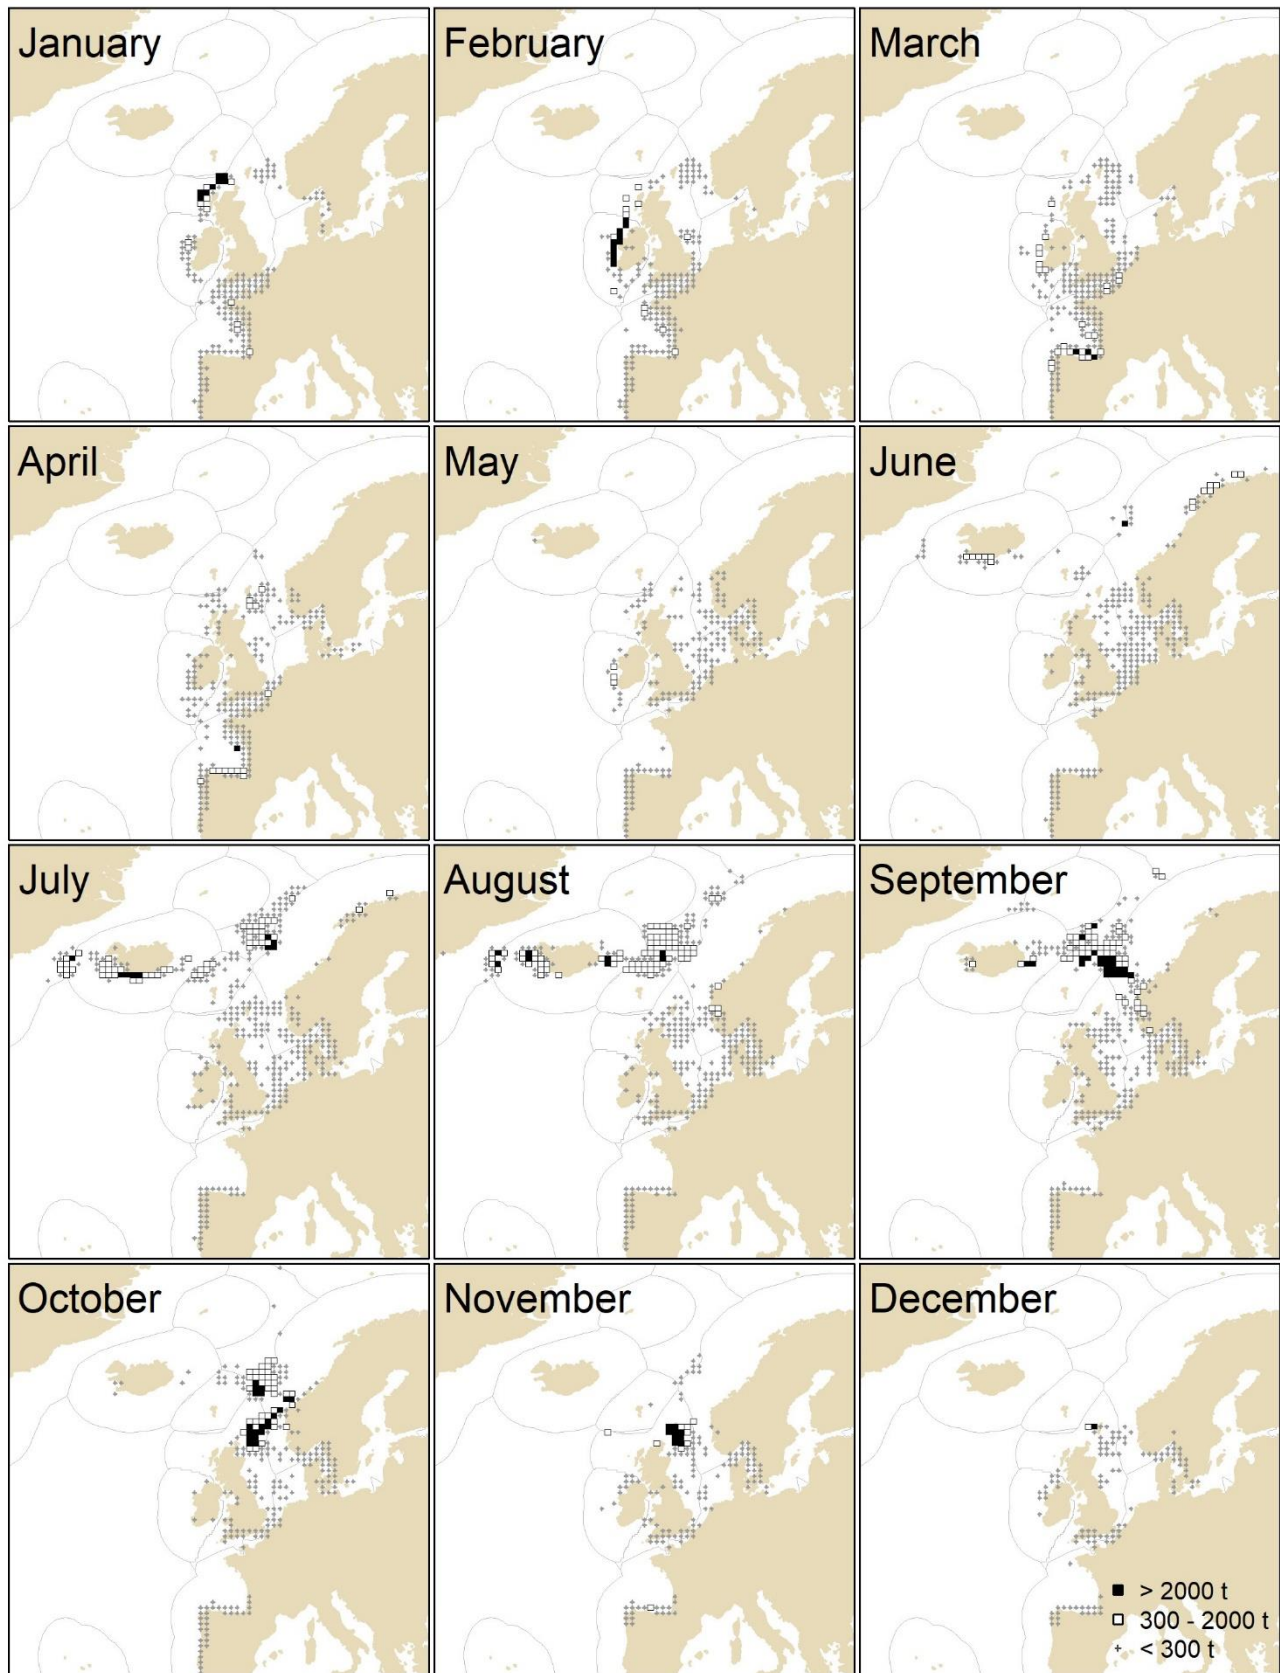 January
February
March
April
May
June
July
August
September
October
November
December
> 2000 t
300 - 2000 t
< 300 t